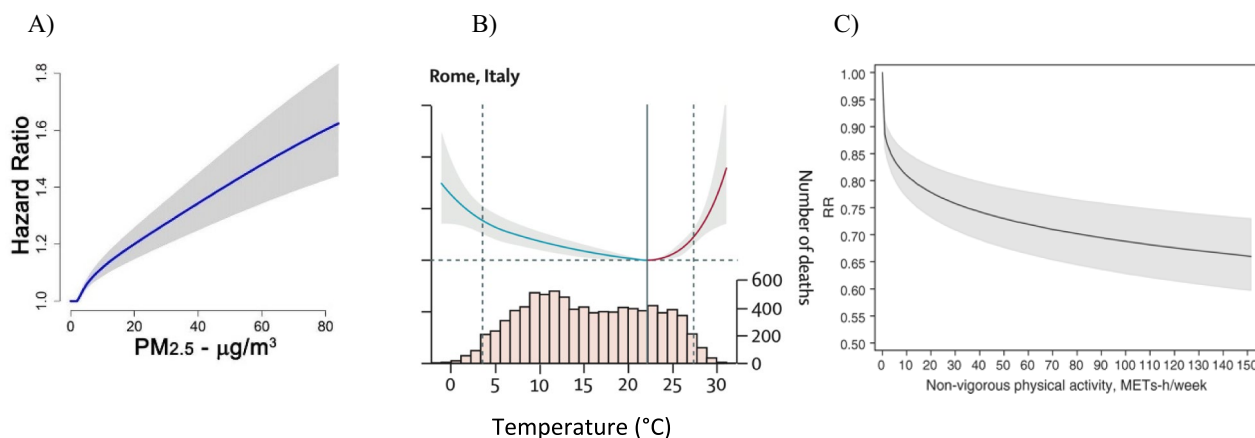 A)
B)
C)
Hazard Ratio
1.0
1.2
1.4
1.6
1.8
0 20 40 60 80
PM2.5 - μg/m³
Rome, Italy
600
400
200
0
Number of deaths
0 5 10 15 20 25 30
Temperature (°C)
RR
1.00
0.95
0.90
0.85
0.80
0.75
0.70
0.65
0.60
0.55
0.50
0 10 20 30 40 50 60 70 80 90 100 110 120 130 140 150
Non-vigorous physical activity, METs-h/week